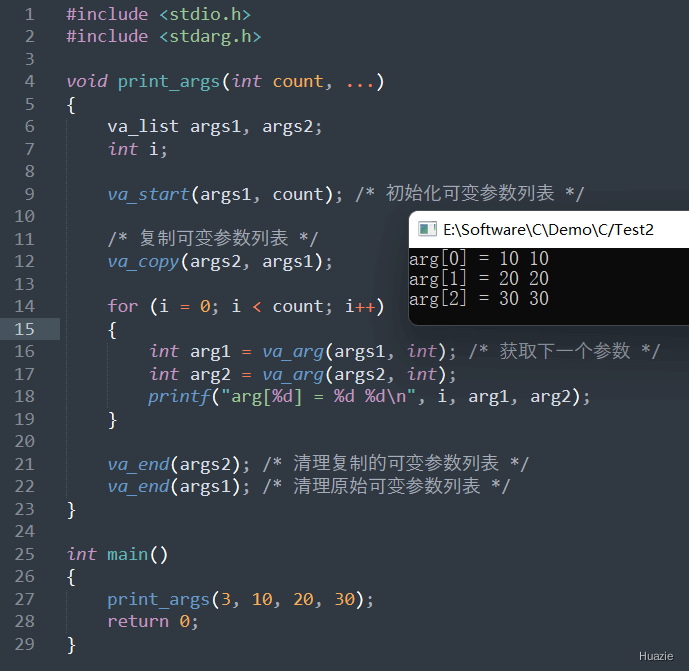 1 #include <stdio.h>
2 #include <stdarg.h>
3
4 void print_args(int count, ...)
5 {
6     va_list args1, args2;
7     int i;
8
9     va_start(args1, count); /* 初始化可变参数列表 */
10
11     /* 复制可变参数列表 */
12     va_copy(args2, args1);
13
14     for (i = 0; i < count; i++)
15     {
16         int arg1 = va_arg(args1, int); /* 获取下一个参数 */
17         int arg2 = va_arg(args2, int);
18         printf("arg[%d] = %d %d\n", i, arg1, arg2);
19     }
20
21     va_end(args2); /* 清理复制的可变参数列表 */
22     va_end(args1); /* 清理原始可变参数列表 */
23 }
24
25 int main()
26 {
27     print_args(3, 10, 20, 30);
28     return 0;
29 }
E:\Software\C\Demo\C/Test2
arg[0] = 10 10
arg[1] = 20 20
arg[2] = 30 30
Huazie